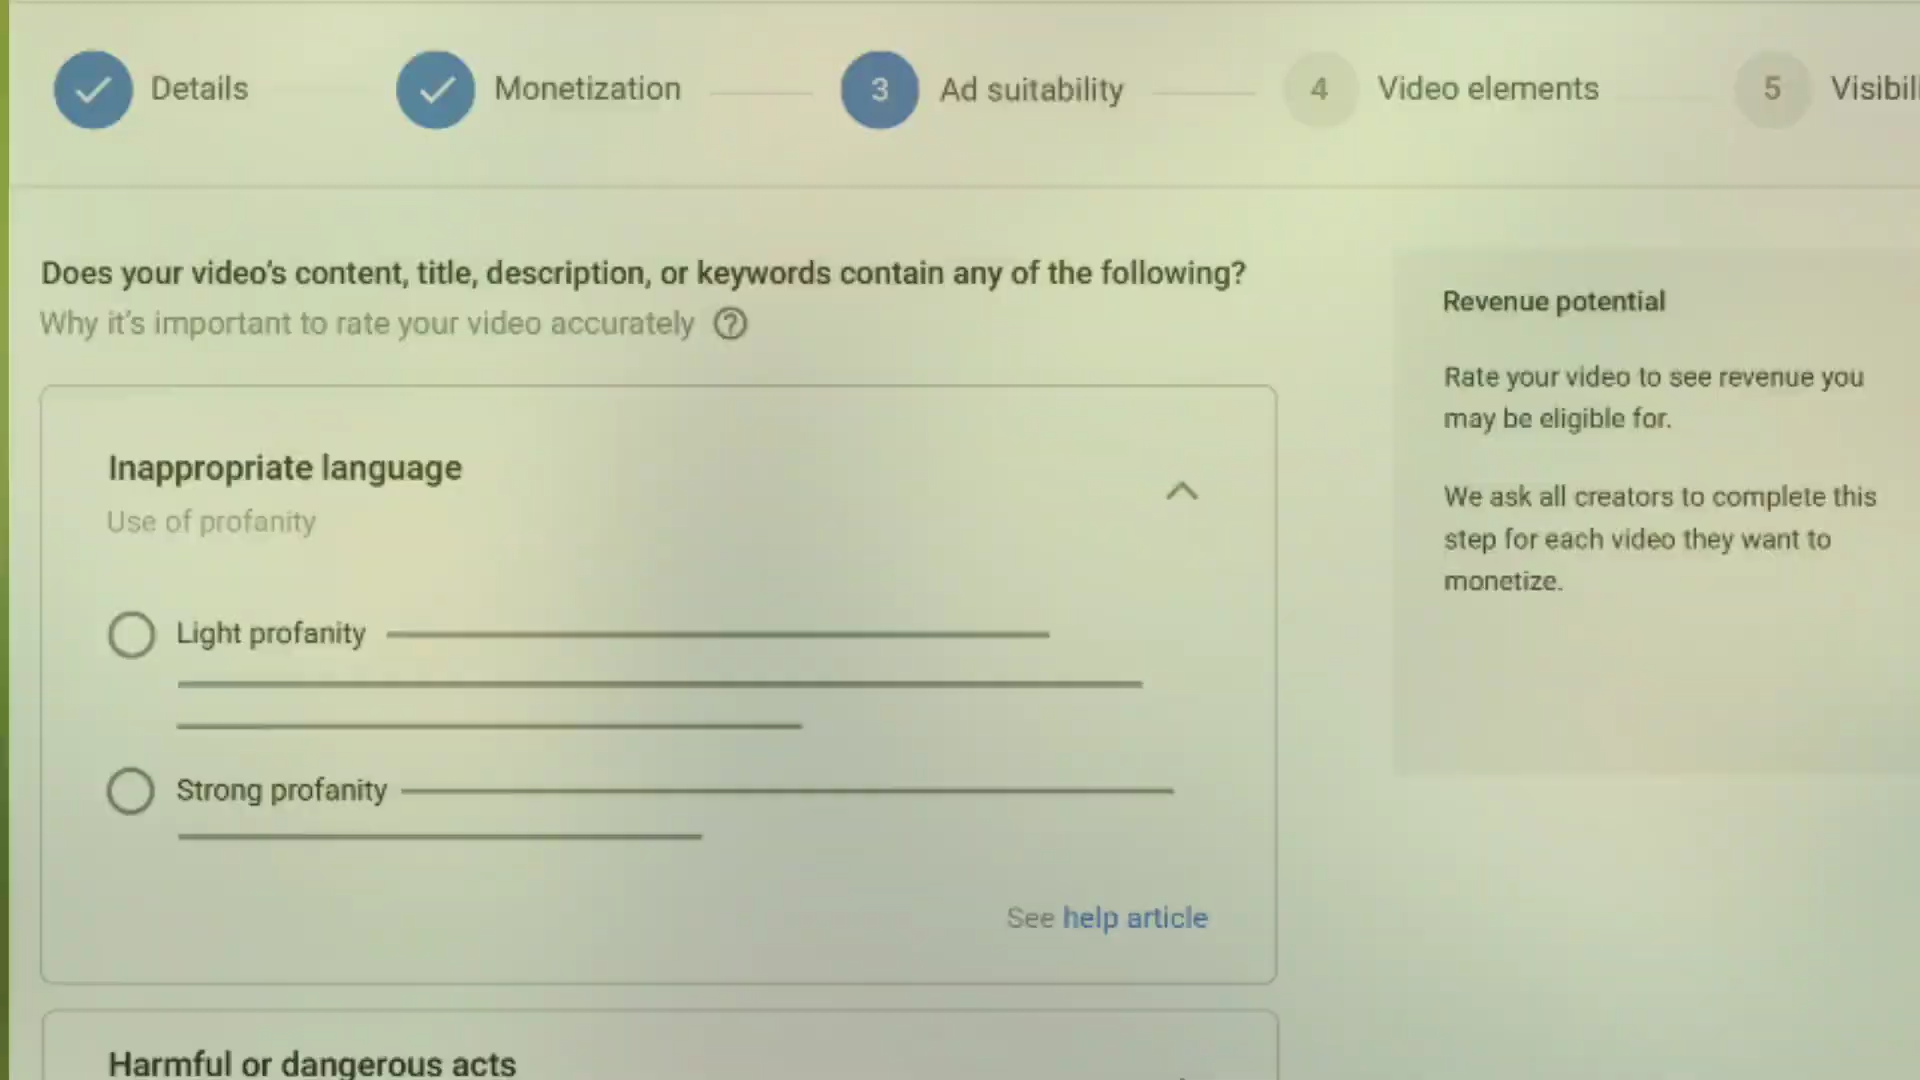 Details
Monetization
3
Ad suitability
4
Video elements
5
Does your video's content, title, description, or keywords contain any of the following?
Why it's important to rate your video accurately ?
Inappropriate language
Use of profanity
Light profanity
Strong profanity
See help article
Harmful or dangerous acts
Revenue potential
Rate your video to see revenue you
may be eligible for.
We ask all creators to complete this
step for each video they want to
monetize.